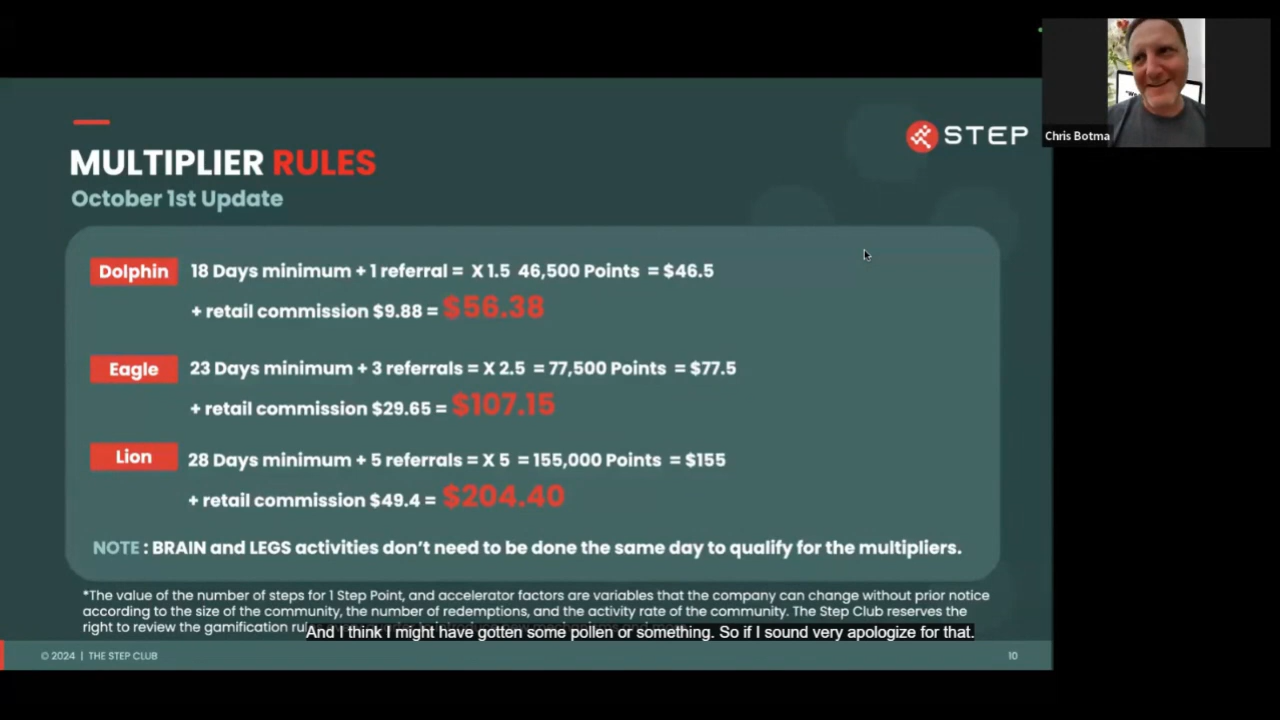 STEP
Chris Botma
MULTIPLIER RULES
October 1st Update
Dolphin 18 Days minimum + 1 referral = X 1.5 46,500 Points = $46.5
+ retail commission $9.88 = $56.38
Eagle 23 Days minimum + 3 referrals = X 2.5 = 77,500 Points = $77.5
+ retail commission $29.65 = $107.15
Lion 28 Days minimum + 5 referrals = X 5 = 155,000 Points = $155
+ retail commission $49.4 = $204.40
NOTE : BRAIN and LEGS activities don't need to be done the same day to qualify for the multipliers.
*The value of the number of steps for 1 Step Point, and accelerator factors are variables that the company can change without prior notice
according to the size of the community, the number of redemptions, and the activity rate of the community. The Step Club reserves the
right to review the gamification
And I think I might have gotten some pollen or something. So if I sound very apologize for that.
© 2024 | THE STEP CLUB 10